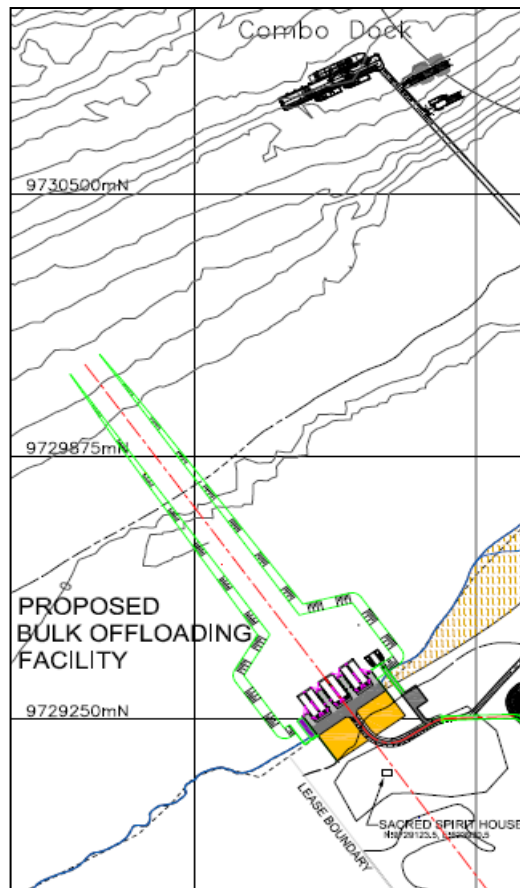 Combo Dock
9730500mN
9729875mN
PROPOSED
BULK OFFLOADING
FACILITY
9729250mN
LEASE BOUNDARY
SACRED SPIRIT HOUSE